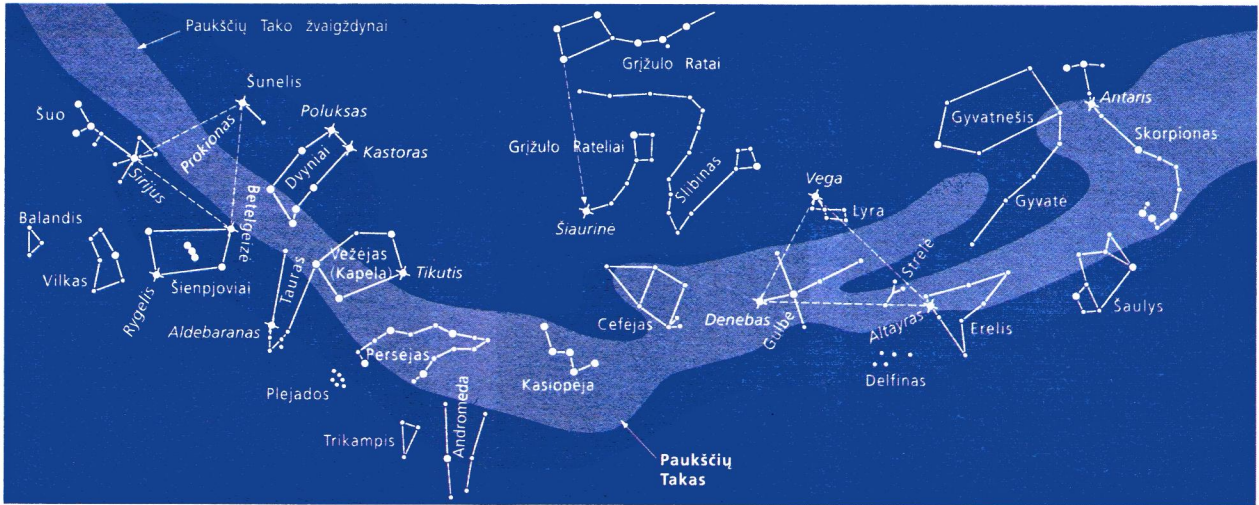 Paukščių Tako žvaigždynai
Grįžulo Ratai
Šunelis
Šuo
Poluksas
Kastoras
Dvyniai
Prokionas
Sirijus
Betelgeizė
Balandis
Vilkas
Rygelis
Šienpjoviai
Tauras
Aldebaranas
Vežėjas
(Kapela)
Tikutis
Persėjas
Plejados
Trikampis
Andromeda
Kasiopėja
Grįžulo Rateliai
Šiaurinė
Slibinas
Cefėjas
Denebas
Gulbė
Vega
Lyra
Strėlė
Altayras
Erelis
Delfinas
Gyvatnešis
Gyvatė
Antaris
Skorpionas
Šaulys
Paukščių
Takas